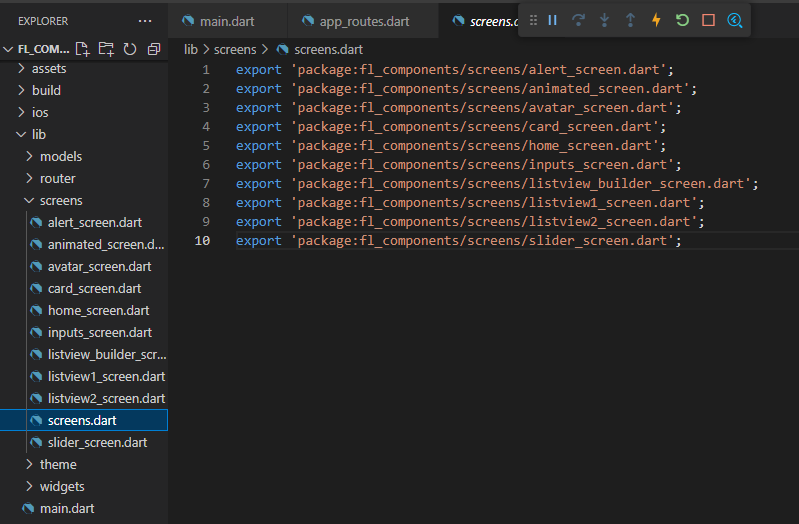 EXPLORER
···
FL_COM...
assets
build
ios
lib
models
router
screens
alert_screen.dart
animated_screen.d...
avatar_screen.dart
card_screen.dart
home_screen.dart
inputs_screen.dart
listview_builder_scr...
listview1_screen.dart
listview2_screen.dart
screens.dart
slider_screen.dart
theme
widgets
main.dart
main.dart
app_routes.dart
screens.
lib > screens > screens.dart
1 export 'package:fl_components/screens/alert_screen.dart';
2 export 'package:fl_components/screens/animated_screen.dart';
3 export 'package:fl_components/screens/avatar_screen.dart';
4 export 'package:fl_components/screens/card_screen.dart';
5 export 'package:fl_components/screens/home_screen.dart';
6 export 'package:fl_components/screens/inputs_screen.dart';
7 export 'package:fl_components/screens/listview_builder_screen.dart';
8 export 'package:fl_components/screens/listview1_screen.dart';
9 export 'package:fl_components/screens/listview2_screen.dart';
10 export 'package:fl_components/screens/slider_screen.dart';